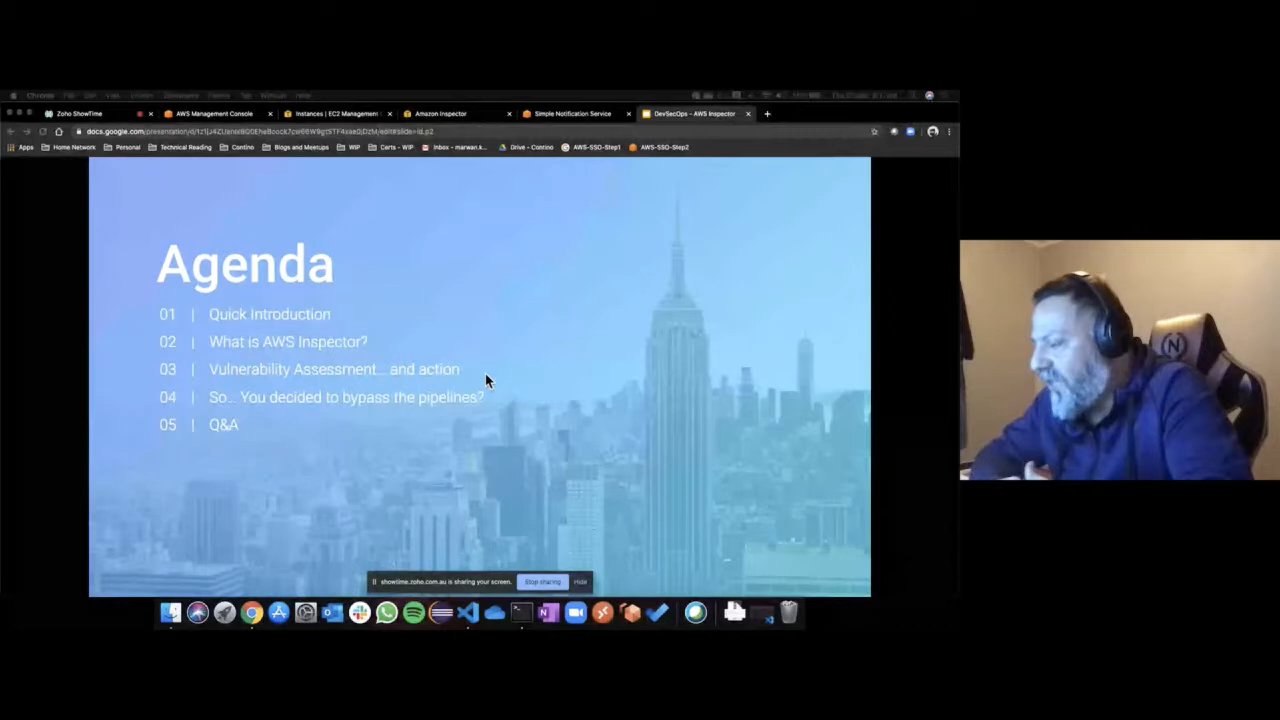 Zoho ShowTime
AWS Management Console
Instances | EC2 Management
Amazon Inspector
Simple Notification Service
DevSecOps - AWS Inspector
Apps
Home Network
Personal
Technical Reading
Contino
Blogs and Meetups
WIP
Certs - WIP
Inbox - marwan.k...
Drive - Contino
AWS-SSO-Step1
AWS-SSO-Step2
Agenda
01 | Quick Introduction
02 | What is AWS Inspector?
03 | Vulnerability Assessment... and action
04 | So... You decided to bypass the pipelines?
05 | Q&A
showtime.zoho.com.au is sharing your screen.
Stop sharing
Hide